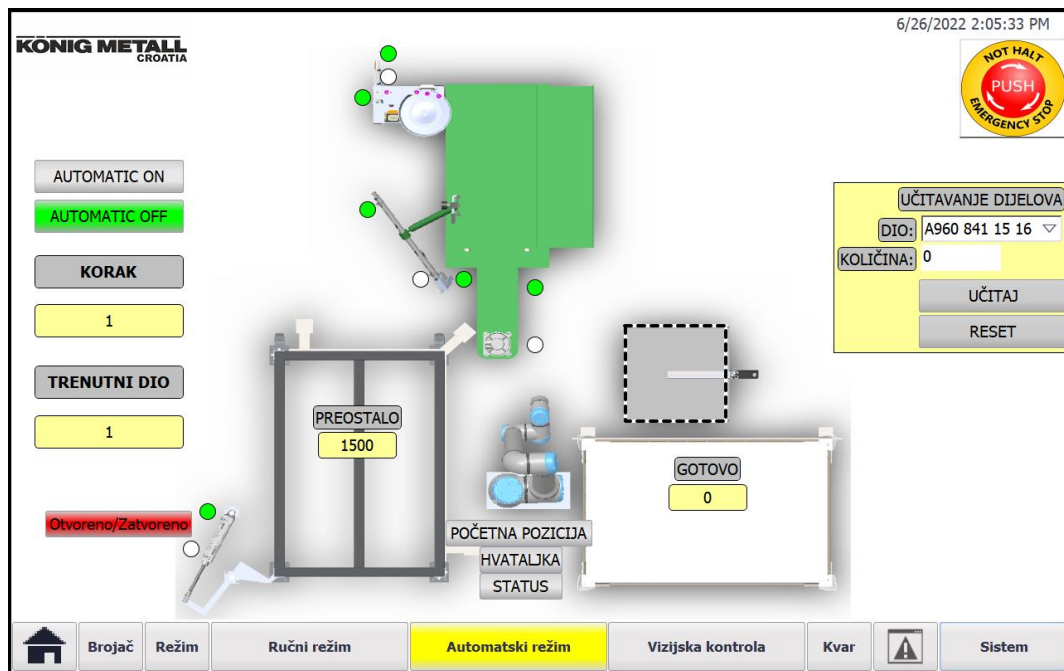 6/26/2022 2:05:33 PM
KÖNIG METALL
CROATIA
NOT HALT
PUSH
EMERGENCY STOP
AUTOMATIC ON
AUTOMATIC OFF
KORAK
1
TRENUTNI DIO
1
UČITAVANJE DIJELOVA
DIO: A960 841 15 16
KOLIČINA: 0
UČITAJ
RESET
PREOSTALO
1500
GOTOVO
0
Otvoreno/Zatvoreno
POČETNA POZICIJA
HVATALJKA
STATUS
Brojač Režim Ručni režim Automatski režim Vizijska kontrola Kvar Sistem